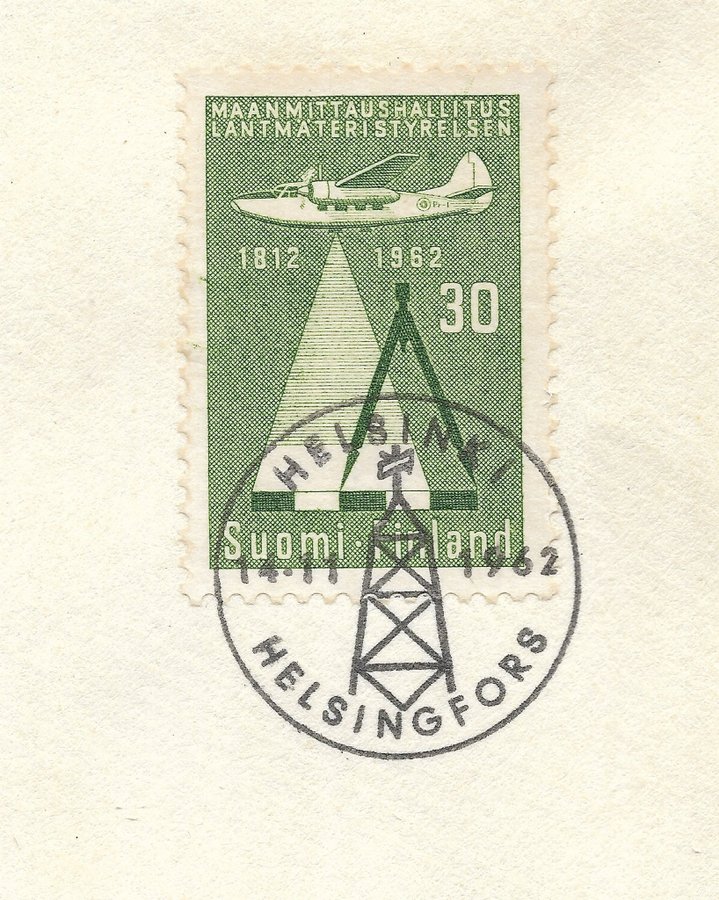 MAANMITTAUSHALLITUS
LANTMÄTERISTYRELSEN
1812 1962
30
Suomi·Finland
HELSINKI
14.11 1962
HELSINGFORS